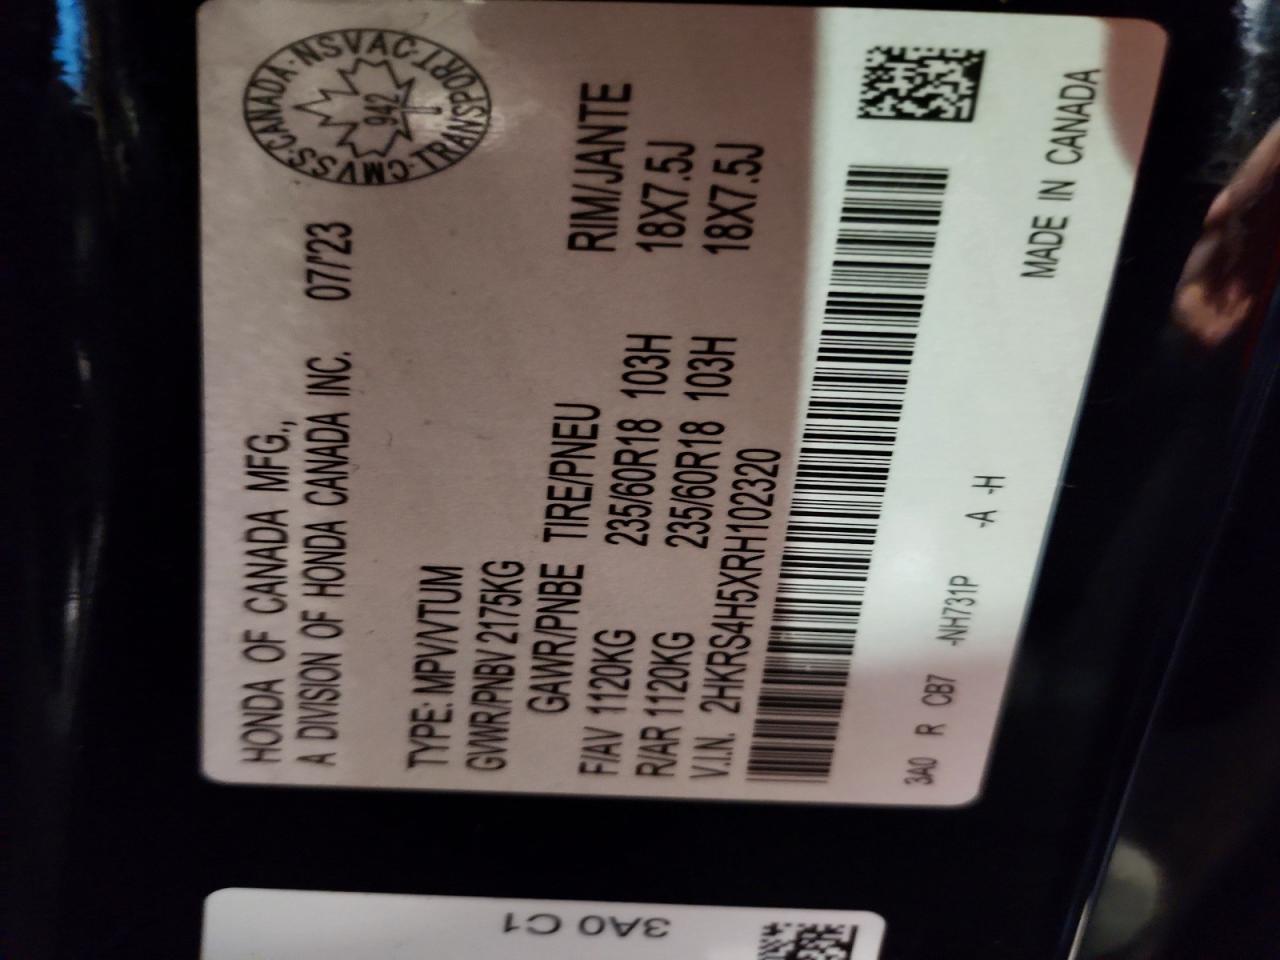 HONDA OF CANADA MFG.,
A DIVISION OF HONDA CANADA INC. 07/'23
CMVSS·CANADA·NSVAC·TRANSPORT·
942
TYPE: MPV/VTUM
GVWR/PNBV 2175KG
GAWR/PNBE TIRE/PNEU RIM/JANTE
F/AV 1120KG 235/60R18 103H 18X7.5J
R/AR 1120KG 235/60R18 103H 18X7.5J
V.I.N. 2HKRS4H5XRH102320
3A0 R CB7 -NH731P -A -H
MADE IN CANADA
3A0 C1